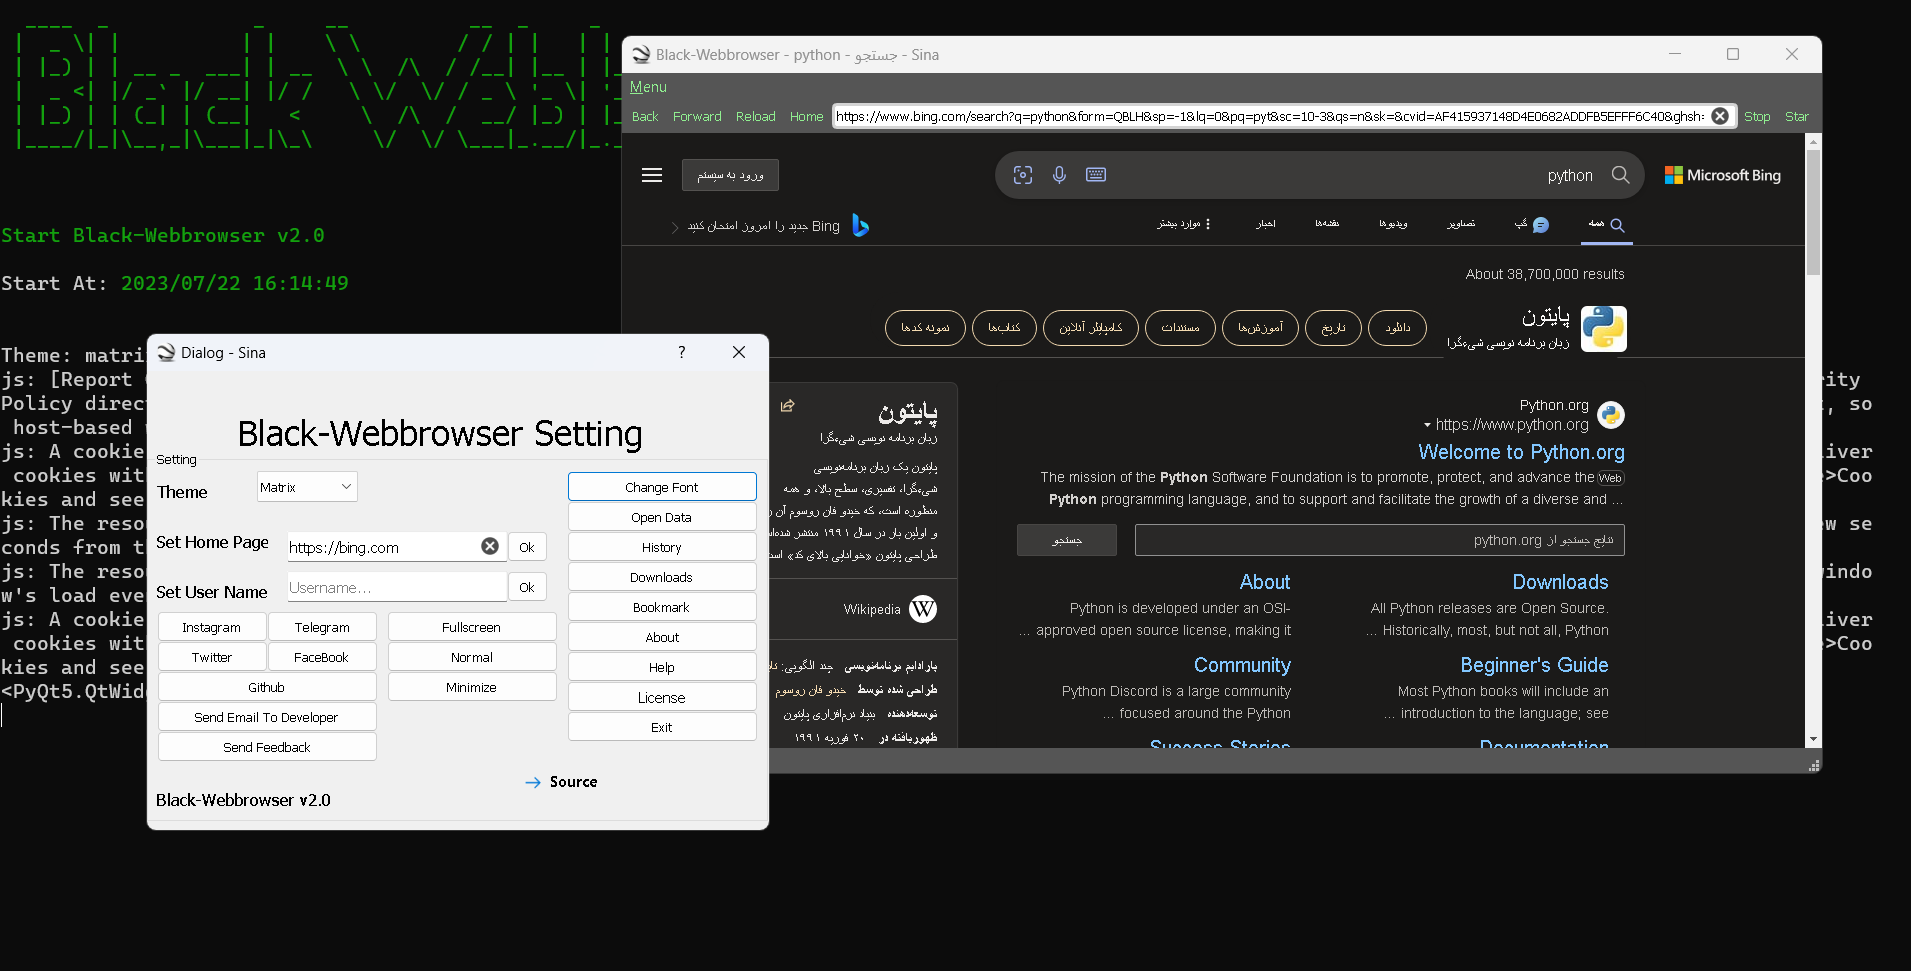 Start Black-Webbrowser v2.0
Start At: 2023/07/22 16:14:49
Theme: matri
js: [Report
rity
Policy direct
, so
host-based
js: A cookie
liver
cookies wit
>Coo
kies and see
js: The reso
ew se
conds from t
js: The reso
windo
w's load eve
js: A cookie
liver
cookies wit
>Coo
kies and see
<PyQt5.QtWid
Black-Webbrowser - python - جستجو - Sina
Menu
Back Forward Reload Home https://www.bing.com/search?q=python&form=QBLH&sp=-1&lq=0&pq=pyt&sc=10-3&qs=n&sk=&cvid=AF415937148D4E0682ADDFB5EFFF6C40&ghsh= Stop Star
ورود به سیستم
python
Microsoft Bing
Bing جدید را امروز امتحان کنید
همه گپ تصاویر ویدیوها نقشه‌ها اخبار موارد بیشتر
About 38,700,000 results
پایتون
زبان برنامه نویسی شیءگرا
دانلود تاریخ آموزش‌ها مستندات کامپایلر آنلاین کتاب‌ها نمونه کدها
Python.org
https://www.python.org
Welcome to Python.org
The mission of the Python Software Foundation is to promote, protect, and advance the Web
Python programming language, and to support and facilitate the growth of a diverse and ...
نتایج جستجو از python.org
جستجو
About
Python is developed under an OSI-
approved open source license, making it ...
Downloads
All Python releases are Open Source.
Historically, most, but not all, Python ...
Community
Python Discord is a large community
focused around the Python ...
Beginner's Guide
Most Python books will include an
introduction to the language; see ...
Success Stories
Documentation
پایتون
زبان برنامه نویسی شیءگرا
پایتون یک زبان برنامه‌نویسی
شیءگرا، تفسیری، سطح بالا، و همه
منظوره است، که خیدو فان روسوم آن
و اولین بار در سال ۱۹۹۱ منتشر
طراحی پایتون «خوانایی بالای کد»
Wikipedia
پارادایم برنامه‌نویسی چند الگویی:
طراحی شده توسط خیدو فان روسوم
توسعه‌دهنده بنیاد نرم‌افزاری پایتون
ظهوریافته در ۲۰ فوریه ۱۹۹۱
Dialog - Sina
?
Black-Webbrowser Setting
Setting
Theme Matrix
Set Home Page https://bing.com Ok
Set User Name Username... Ok
Instagram Telegram
Twitter FaceBook
Github
Send Email To Developer
Send Feedback
Fullscreen
Normal
Minimize
Change Font
Open Data
History
Downloads
Bookmark
About
Help
License
Exit
Source
Black-Webbrowser v2.0